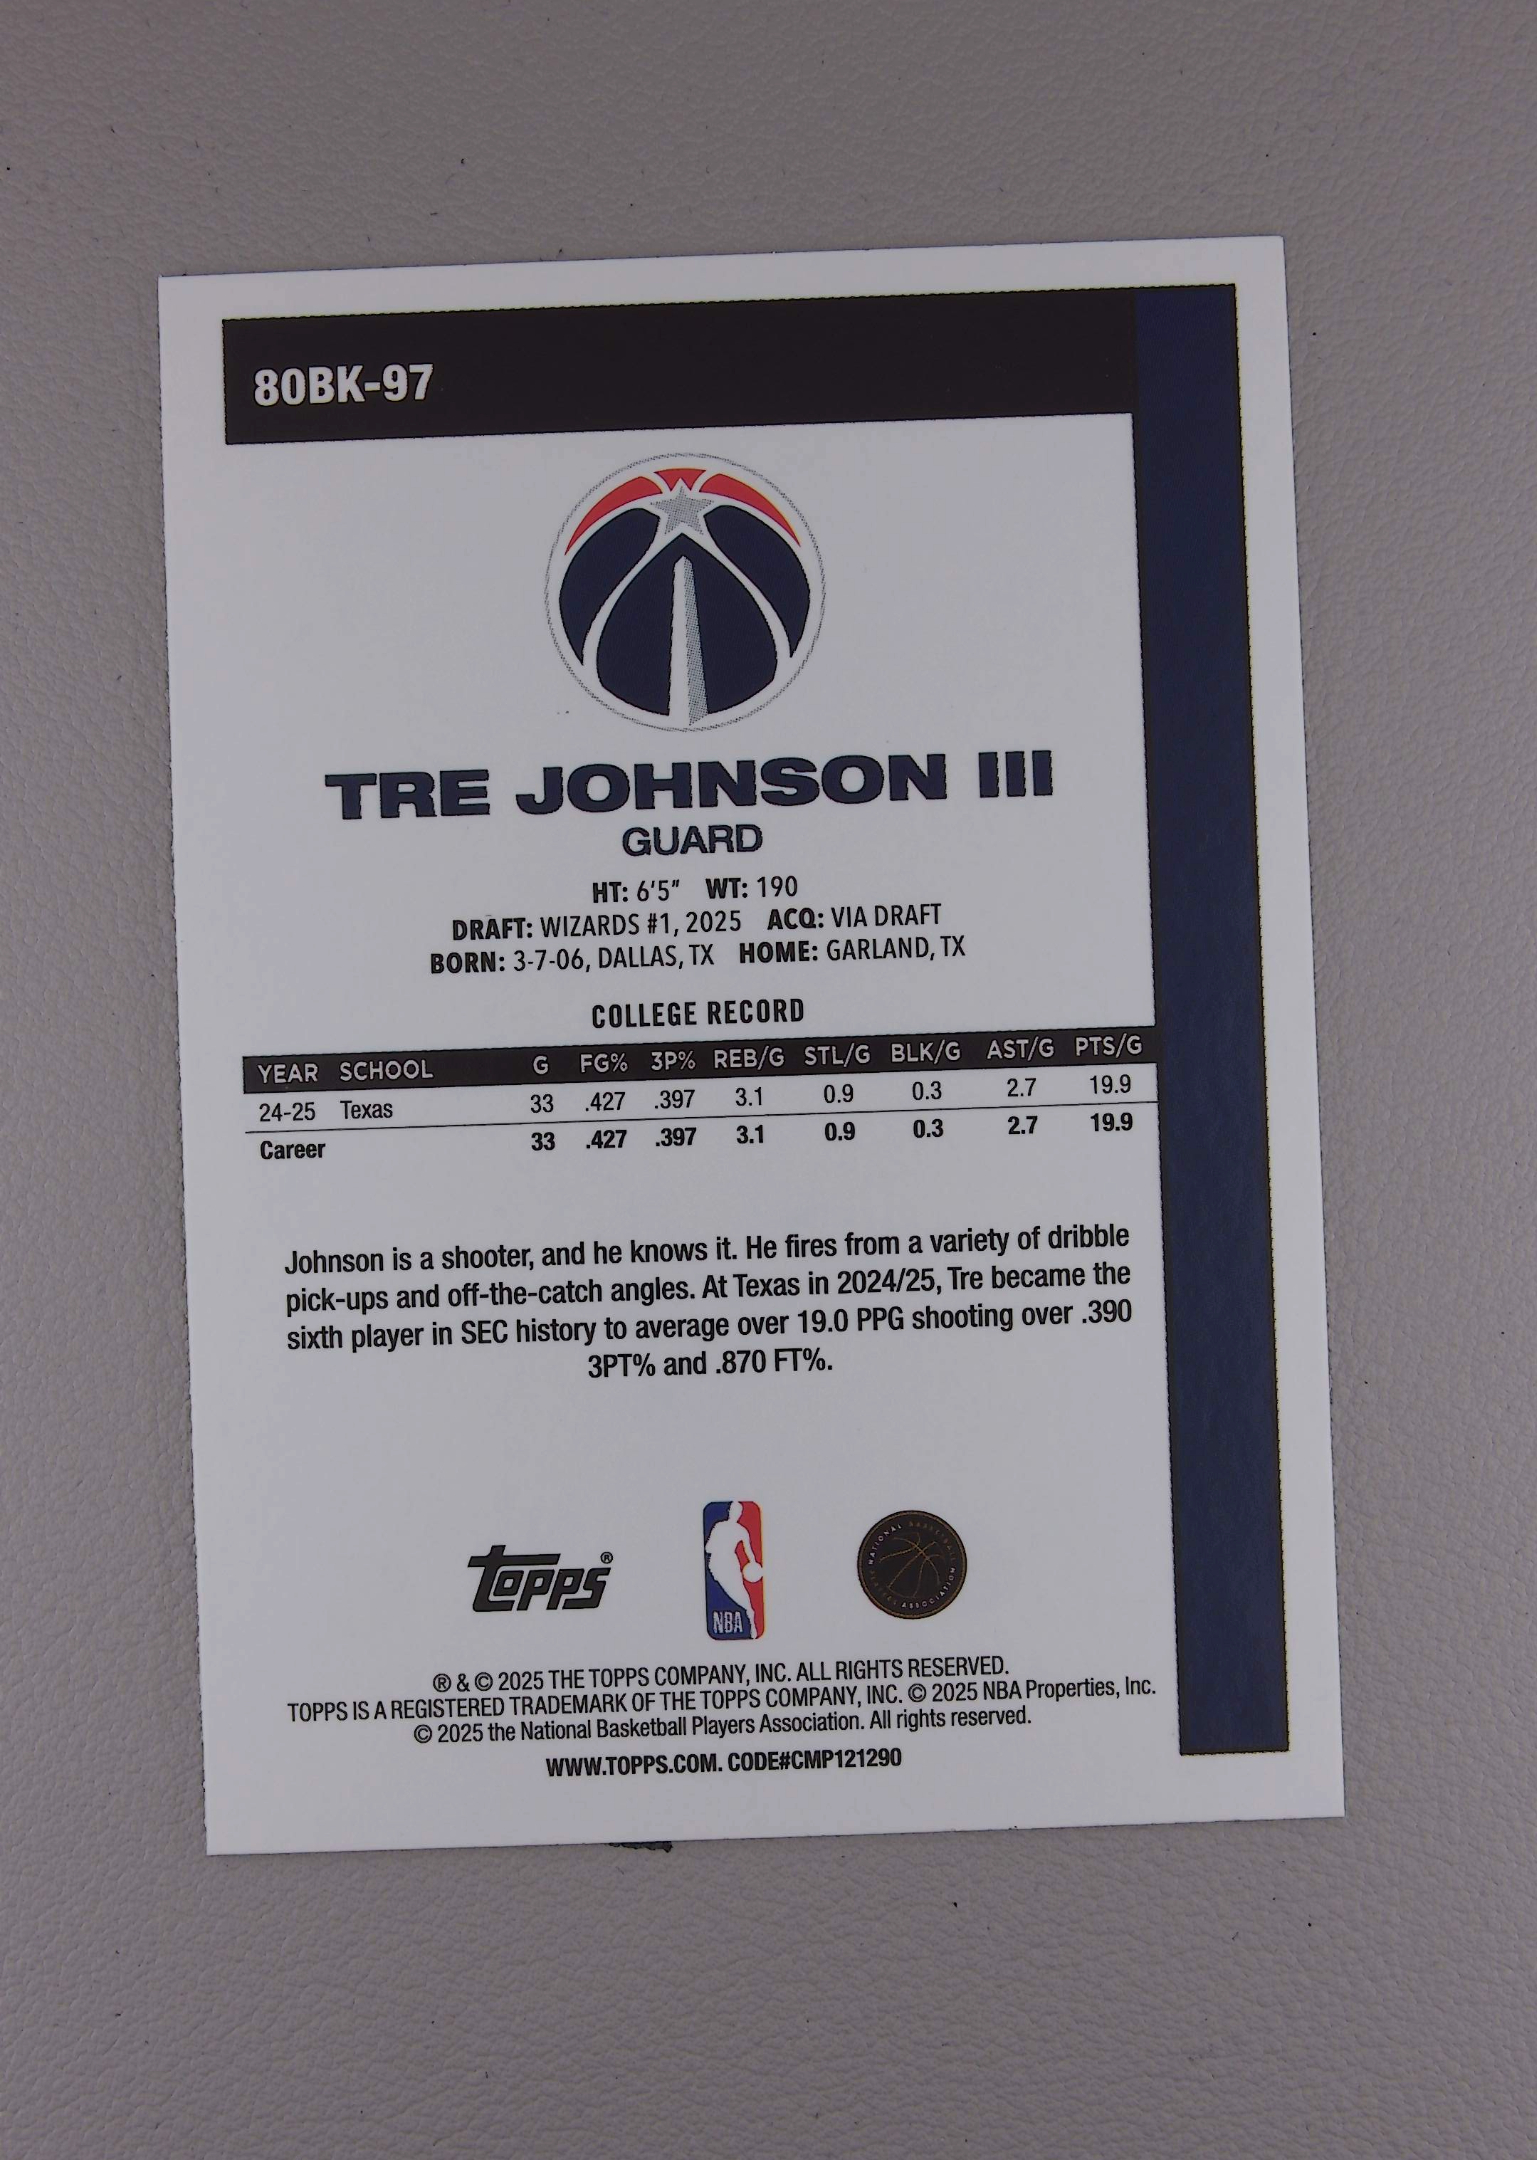 80BK-97
TRE JOHNSON III
GUARD
HT: 6'5" WT: 190
DRAFT: WIZARDS #1, 2025 ACQ: VIA DRAFT
BORN: 3-7-06, DALLAS, TX HOME: GARLAND, TX
COLLEGE RECORD
YEAR SCHOOL G FG% 3P% REB/G STL/G BLK/G AST/G PTS/G
24-25 Texas 33 .427 .397 3.1 0.9 0.3 2.7 19.9
Career 33 .427 .397 3.1 0.9 0.3 2.7 19.9
Johnson is a shooter, and he knows it. He fires from a variety of dribble
pick-ups and off-the-catch angles. At Texas in 2024/25, Tre became the
sixth player in SEC history to average over 19.0 PPG shooting over .390
3PT% and .870 FT%.
topps®
NBA
NATIONAL BASKETBALL PLAYERS ASSOCIATION
® & © 2025 THE TOPPS COMPANY, INC. ALL RIGHTS RESERVED.
TOPPS IS A REGISTERED TRADEMARK OF THE TOPPS COMPANY, INC. © 2025 NBA Properties, Inc.
© 2025 the National Basketball Players Association. All rights reserved.
WWW.TOPPS.COM. CODE#CMP121290